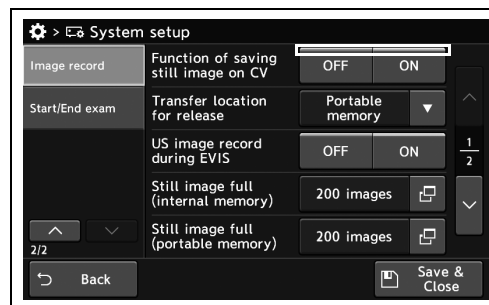 > System setup
Image record
Function of saving
still image on CV
OFF
ON
Start/End exam
Transfer location
for release
Portable
memory
US image record
during EVIS
OFF
ON
1
2
Still image full
(internal memory)
200 images
Still image full
(portable memory)
200 images
2/2
Back
Save &
Close